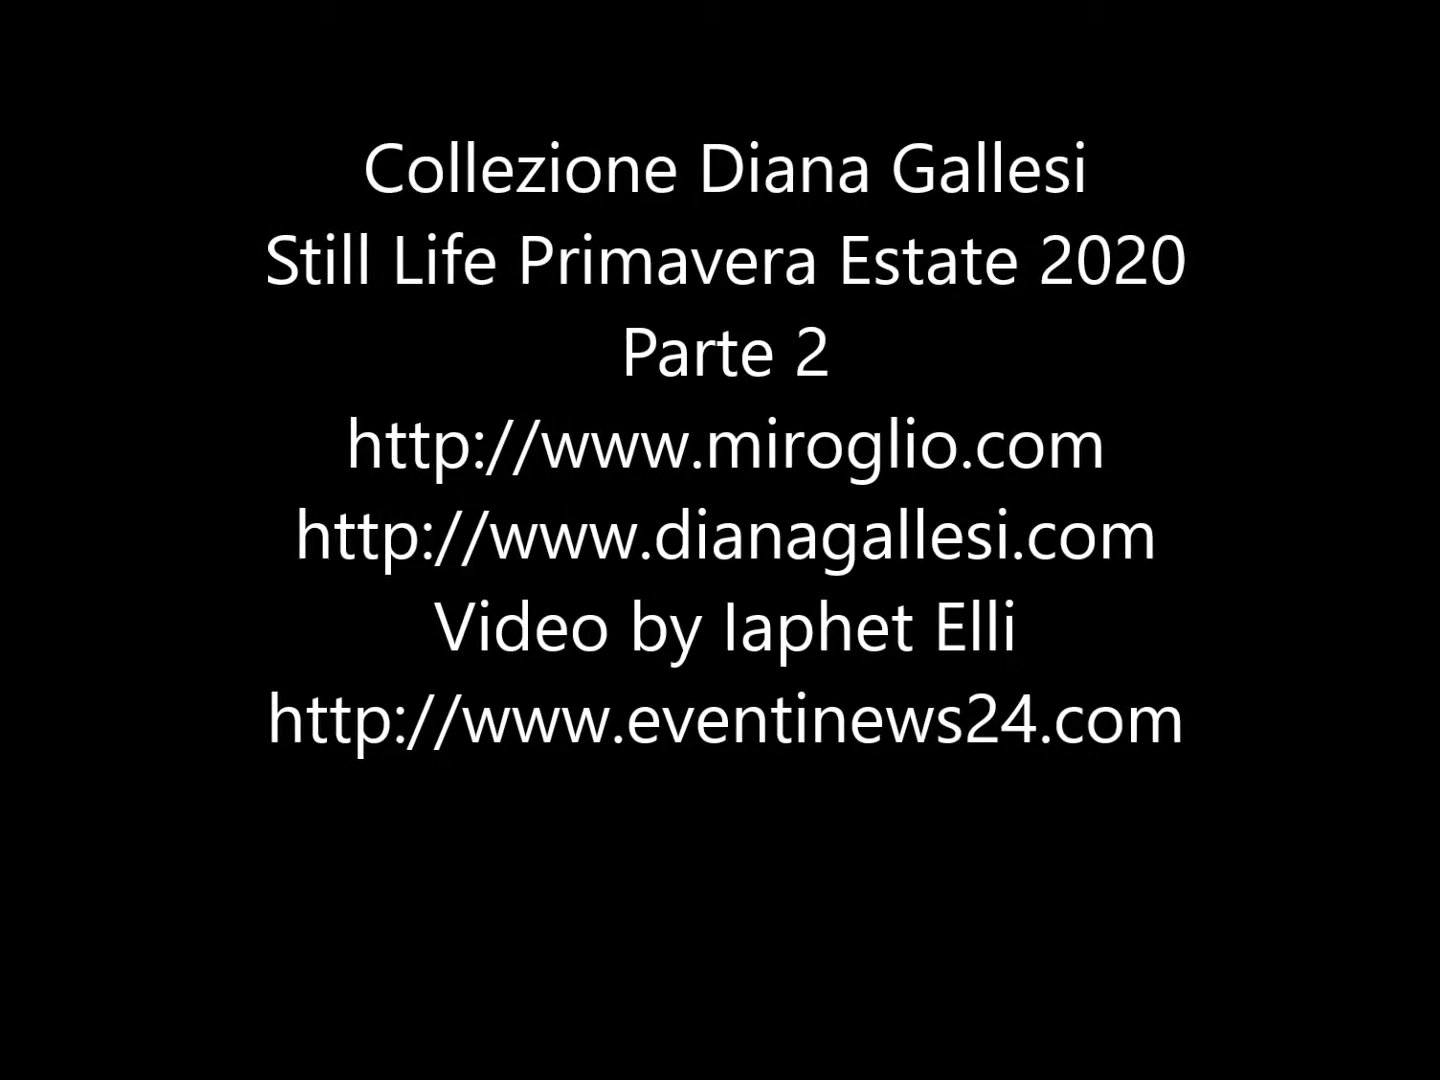 Collezione Diana Gallesi
Still Life Primavera Estate 2020
Parte 2
http://www.miroglio.com
http://www.dianagallesi.com
Video by Iaphet Elli
http://www.eventinews24.com